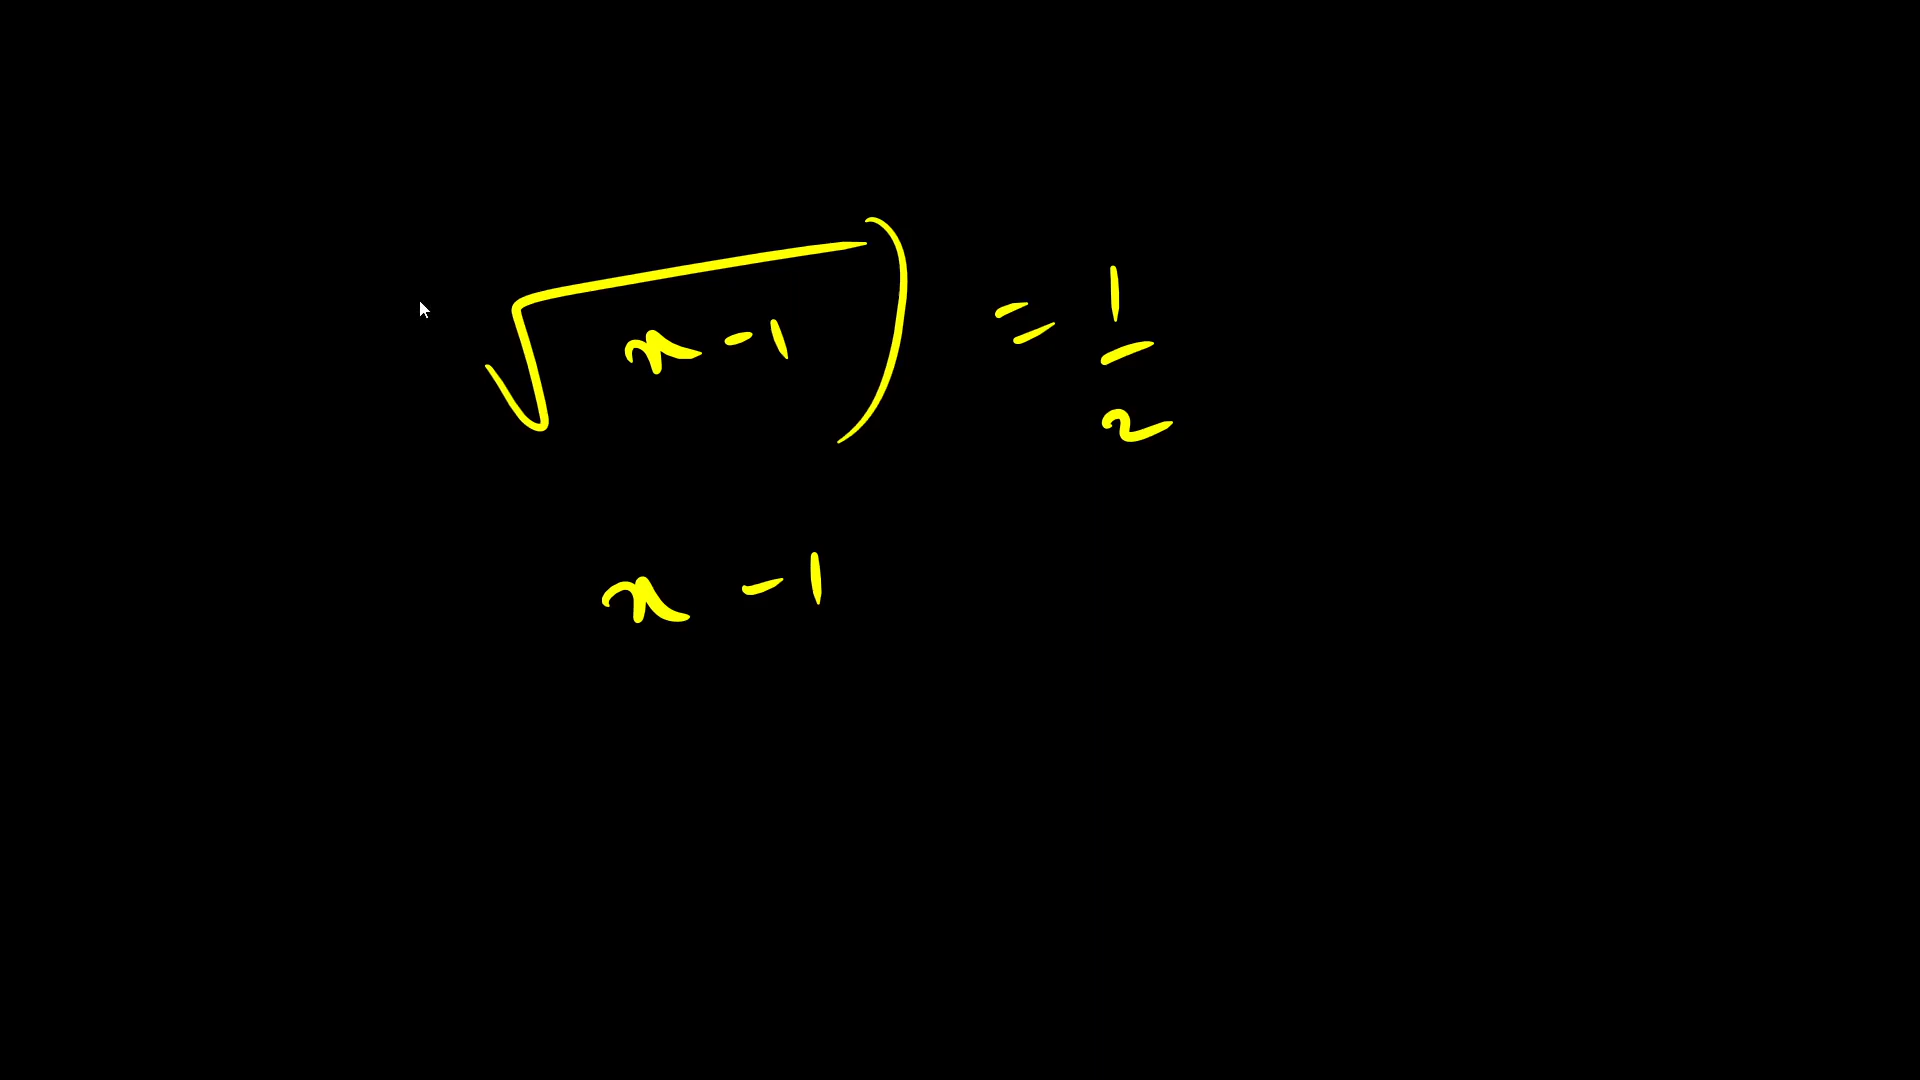 √(x-1) = 1/2
x - 1